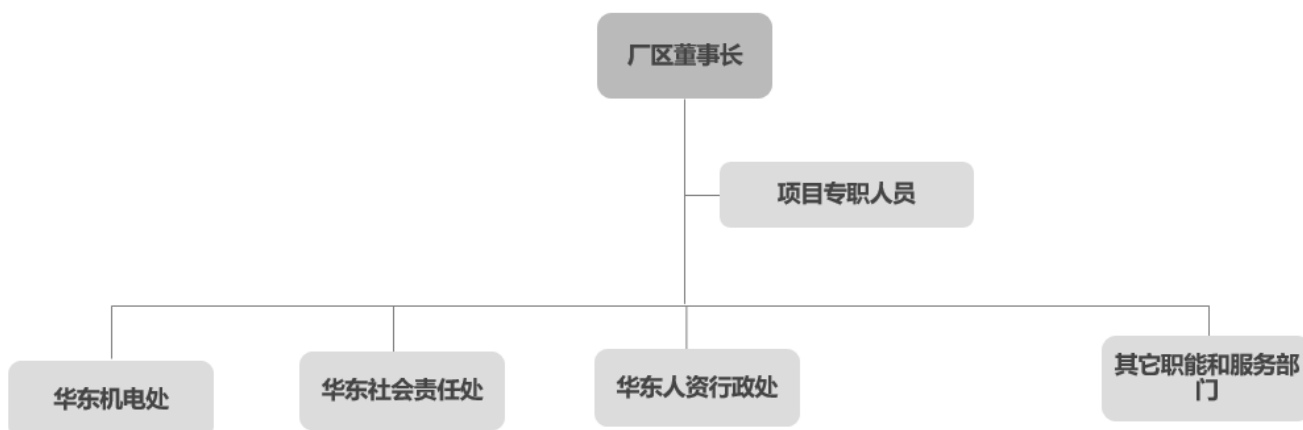 厂区董事长
项目专职人员
华东机电处
华东社会责任处
华东人资行政处
其它职能和服务部
门